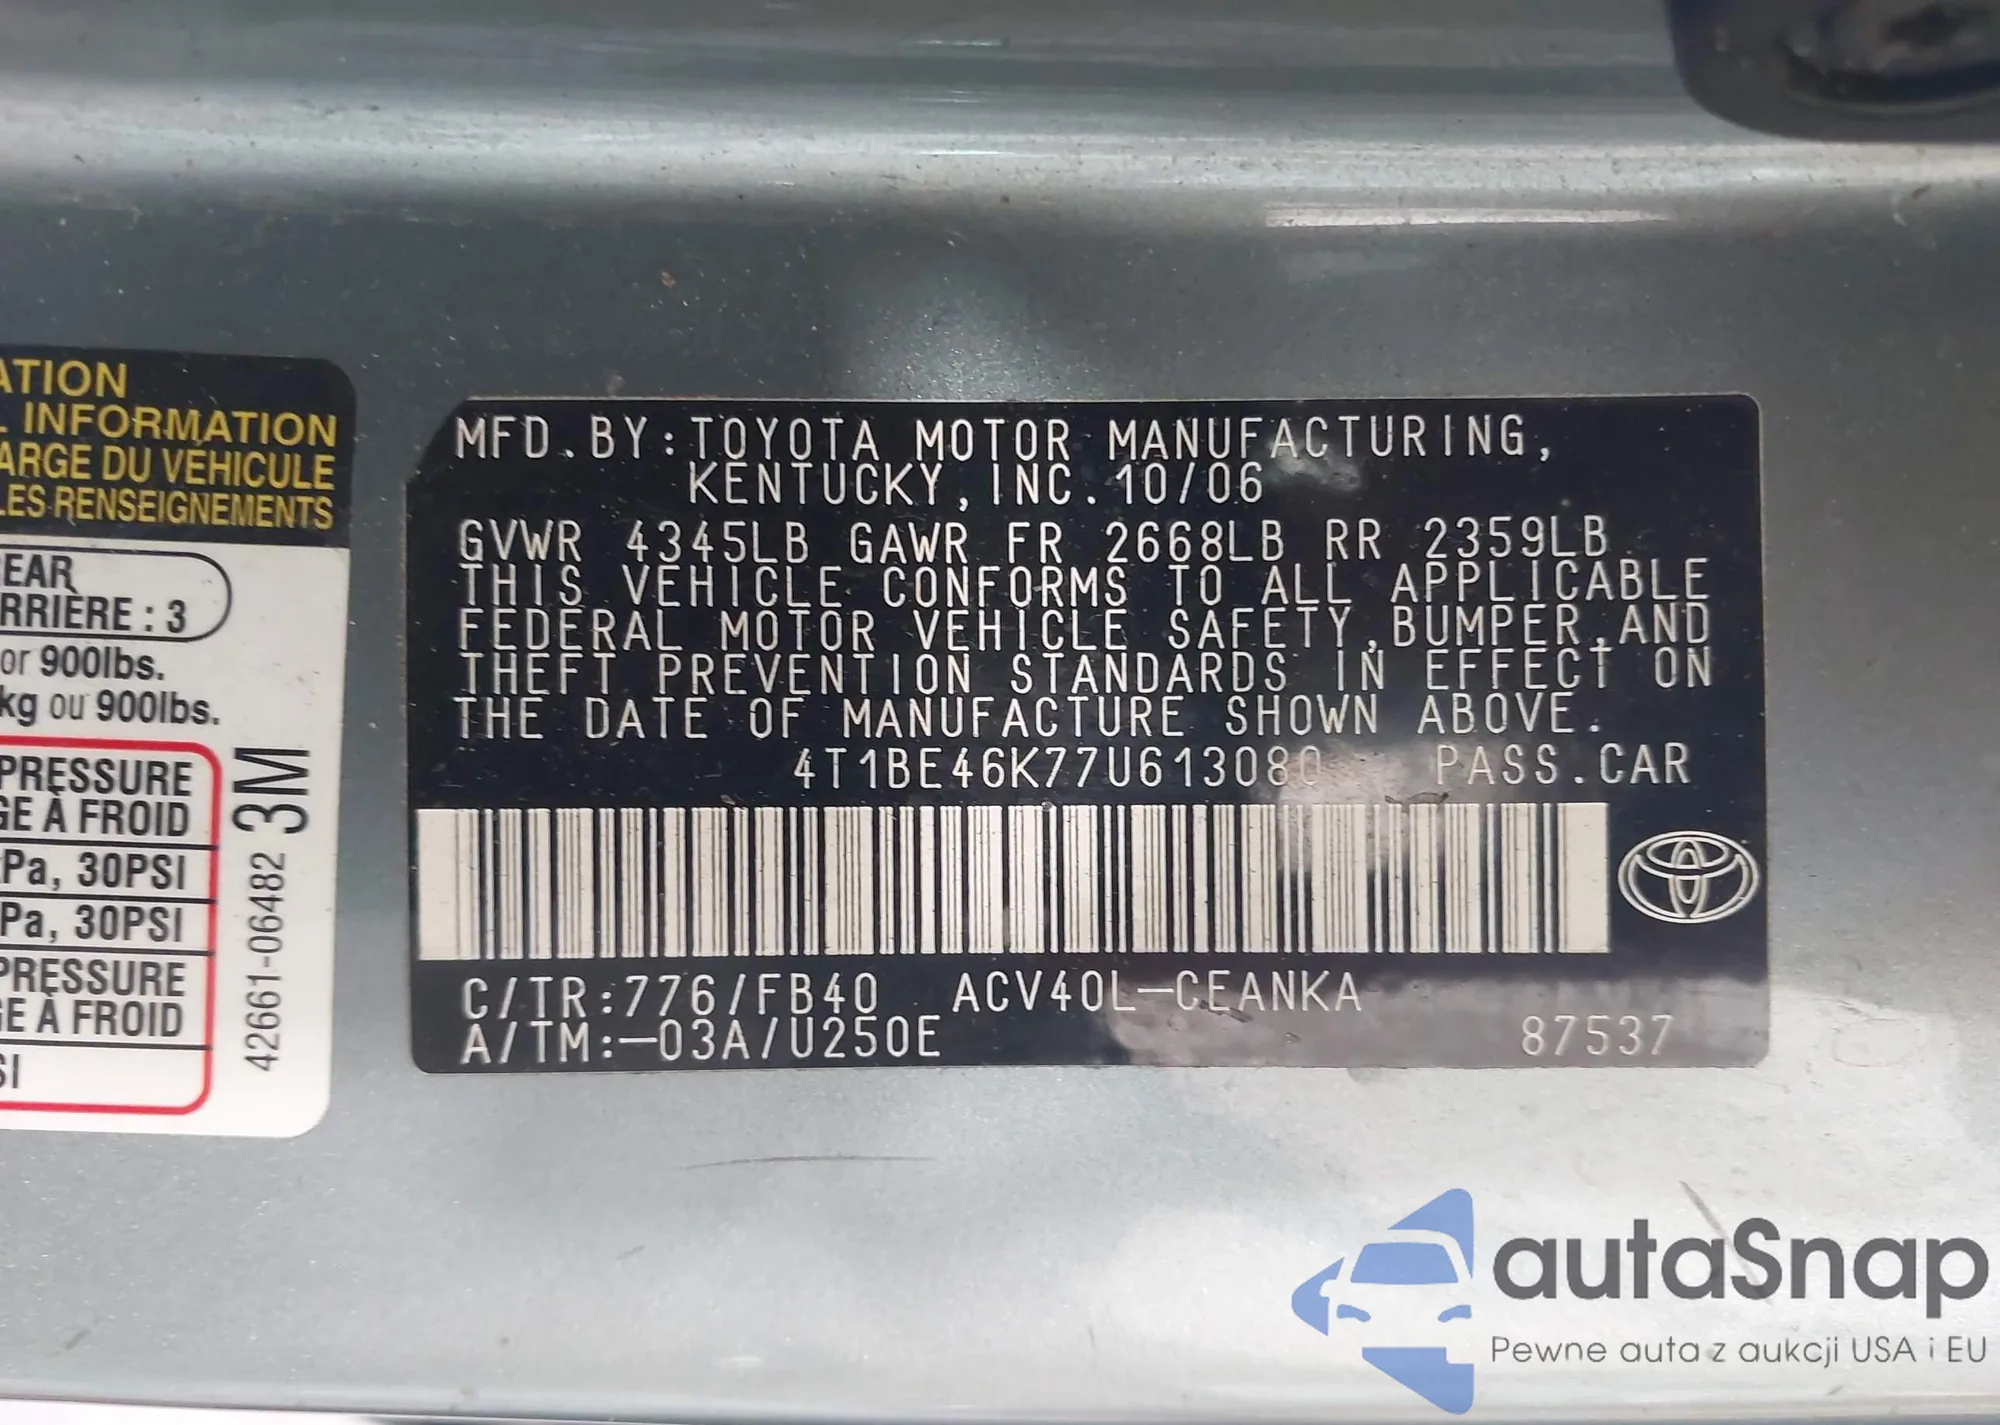 ATION
L INFORMATION
ARGE DU VÉHICULE
LES RENSEIGNEMENTS
EAR
RRIÈRE : 3
or 900lbs.
kg ou 900lbs.
PRESSURE
GE À FROID
Pa, 30PSI
Pa, 30PSI
PRESSURE
GE À FROID
SI
42661-06482 3M
MFD.BY:TOYOTA MOTOR MANUFACTURING,
KENTUCKY,INC.10/06
GVWR 4345LB GAWR FR 2668LB RR 2359LB
THIS VEHICLE CONFORMS TO ALL APPLICABLE
FEDERAL MOTOR VEHICLE SAFETY,BUMPER,AND
THEFT PREVENTION STANDARDS IN EFFECT ON
THE DATE OF MANUFACTURE SHOWN ABOVE.
4T1BE46K77U613080 PASS.CAR
C/TR:776/FB40 ACV40L-CEANKA
A/TM:-03A/U250E 87537
autaSnap
Pewne auta z aukcji USA i EU